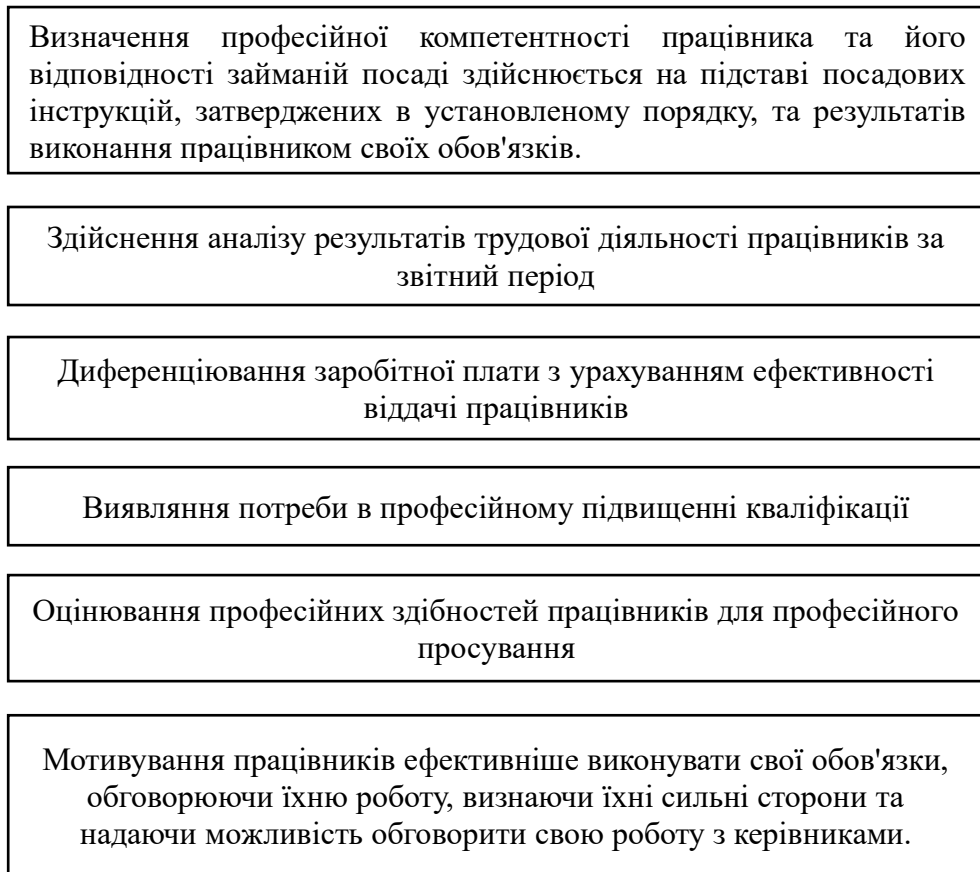 Визначення професійної компетентності працівника та його
відповідності займаній посаді здійснюється на підставі посадових
інструкцій, затверджених в установленому порядку, та результатів
виконання працівником своїх обов'язків.
Здійснення аналізу результатів трудової діяльності працівників за
звітний період
Диференціювання заробітної плати з урахуванням ефективності
віддачі працівників
Виявляння потреби в професійному підвищенні кваліфікації
Оцінювання професійних здібностей працівників для професійного
просування
Мотивування працівників ефективніше виконувати свої обов'язки,
обговорюючи їхню роботу, визнаючи їхні сильні сторони та
надаючи можливість обговорити свою роботу з керівниками.